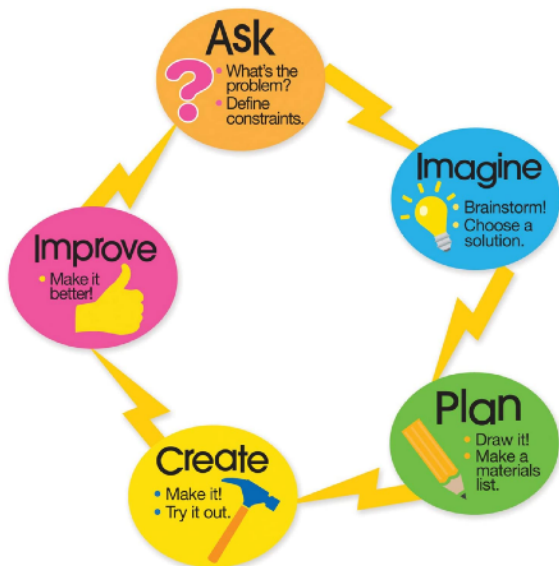 Ask
• What's the
problem?
• Define
constraints.
Imagine
• Brainstorm!
• Choose a
solution.
Plan
• Draw it!
• Make a
materials
list.
Create
• Make it!
• Try it out.
Improve
• Make it
better!